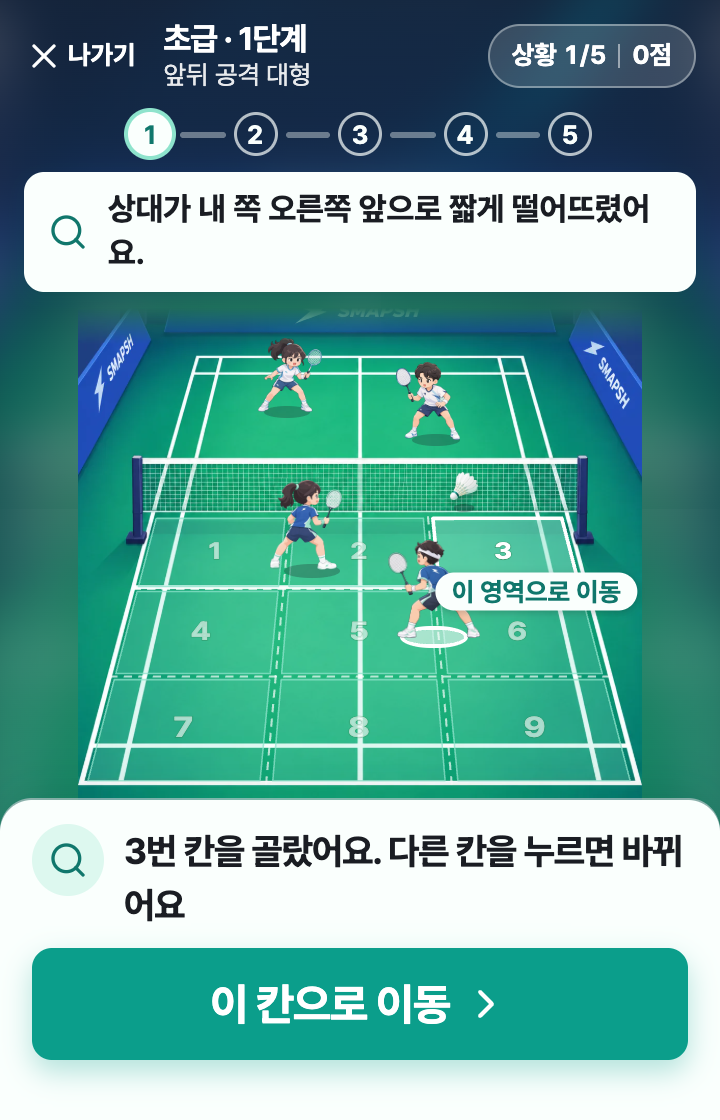 나가기
초급 · 1단계
앞뒤 공격 대형
상황 1/5 | 0점
1 2 3 4 5
상대가 내 쪽 오른쪽 앞으로 짧게 떨어뜨렸어
요.
SMAPSH
SMAPSH
SMAPSH
1 2 3
이 영역으로 이동
4 5 6
7 8 9
3번 칸을 골랐어요. 다른 칸을 누르면 바뀌
어요
이 칸으로 이동